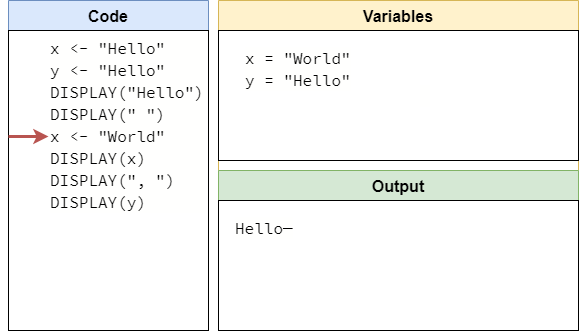 Code
x <- "Hello"
y <- "Hello"
DISPLAY("Hello")
DISPLAY(" ")
x <- "World"
DISPLAY(x)
DISPLAY(", ")
DISPLAY(y)
Variables
x = "World"
y = "Hello"
Output
Hello–